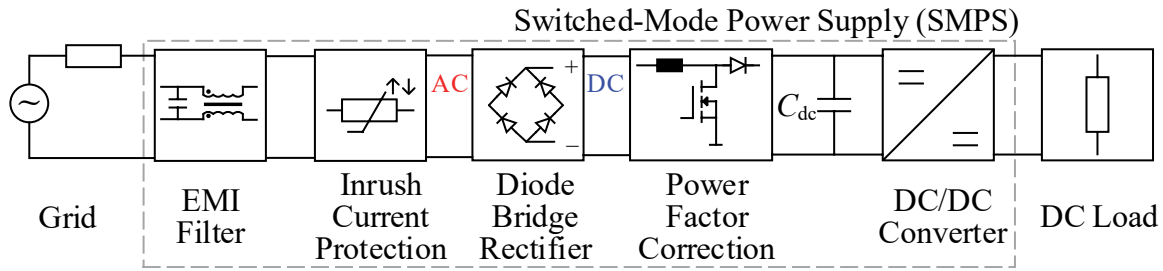 Switched-Mode Power Supply (SMPS)
AC
+
−
DC
C_dc
Grid
EMI
Filter
Inrush
Current
Protection
Diode
Bridge
Rectifier
Power
Factor
Correction
DC/DC
Converter
DC Load